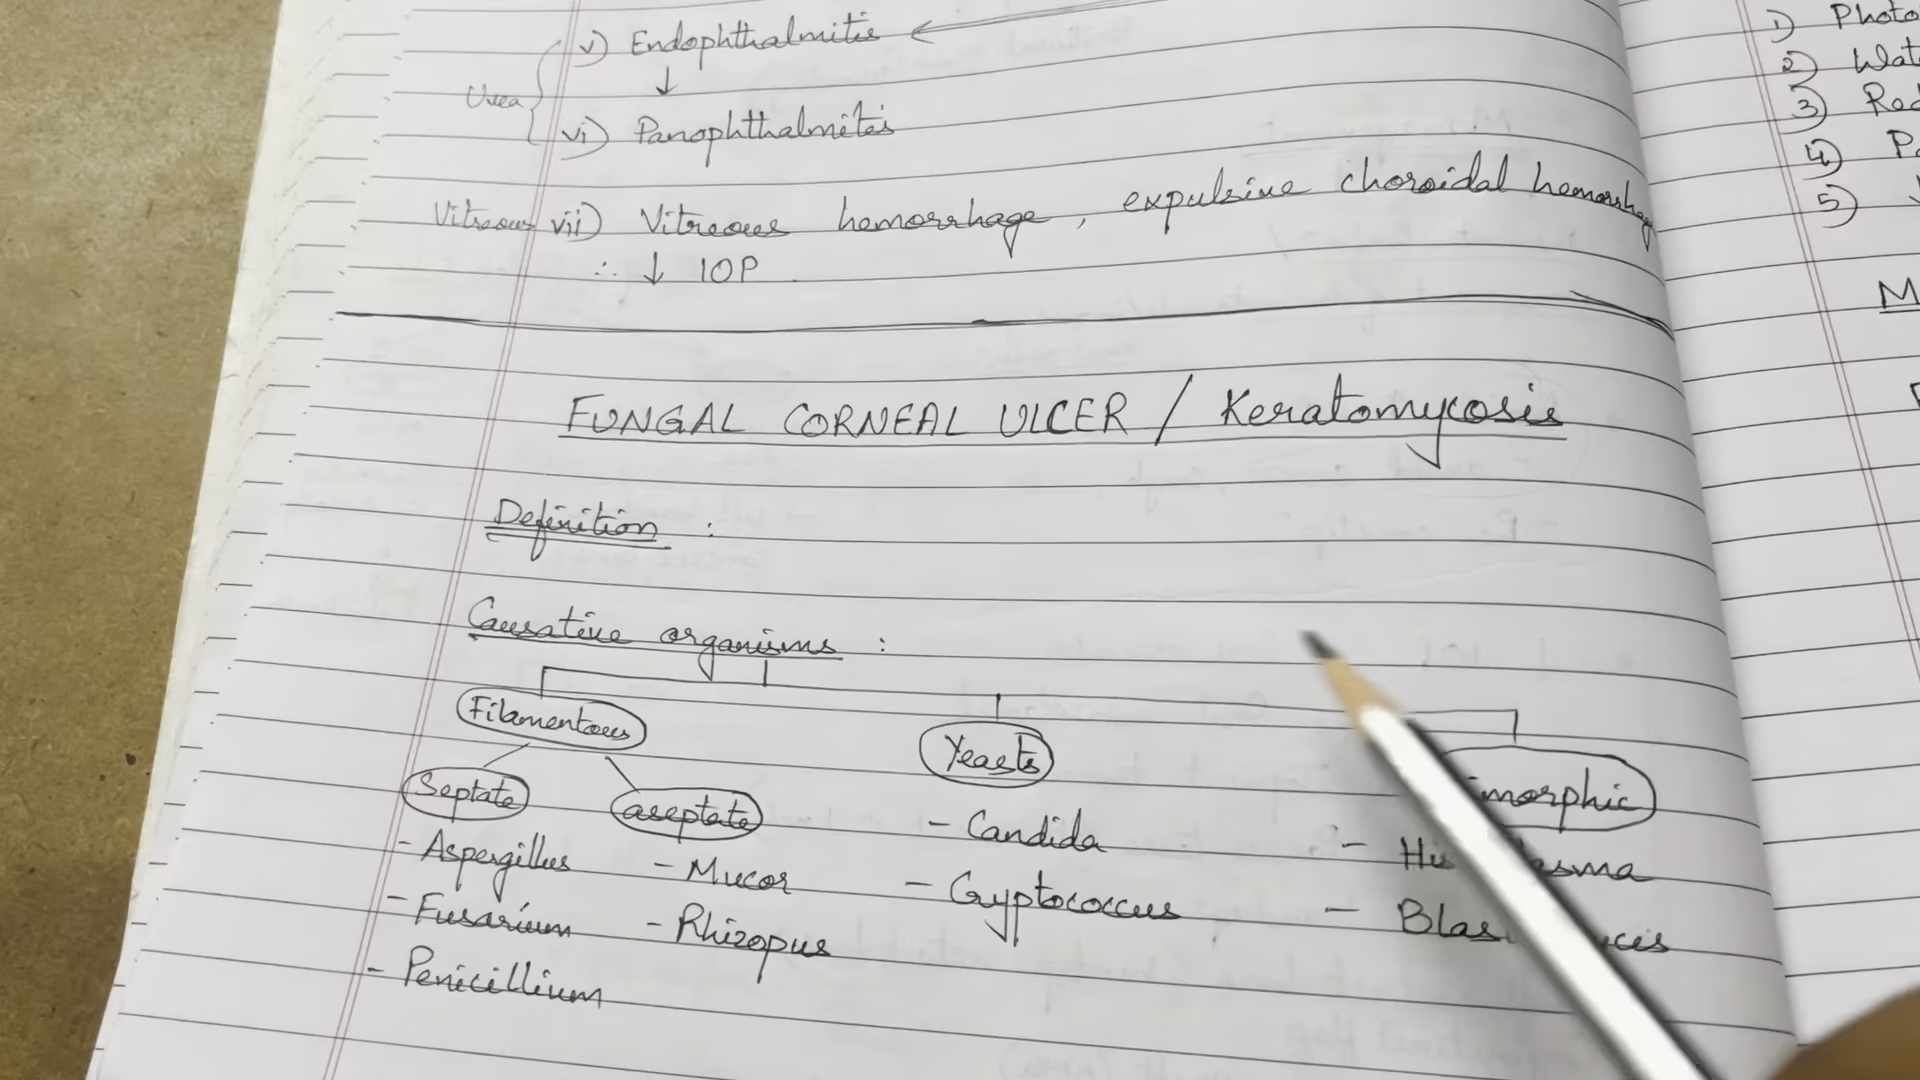 v) Endophthalmitis
↓
Uvea
vi) Panophthalmitis
Vitreous vii) Vitreous hemorrhage, expulsive choroidal hemorrhage
∴ ↓ IOP
FUNGAL CORNEAL ULCER / Keratomycosis
Definition :
Causative organisms :
Filamentous Yeasts
Septate aseptate
- Aspergillus - Mucor - Candida
- Fusarium - Rhizopus - Cryptococcus
- Penicillium
1)
2)
3)
4)
5)